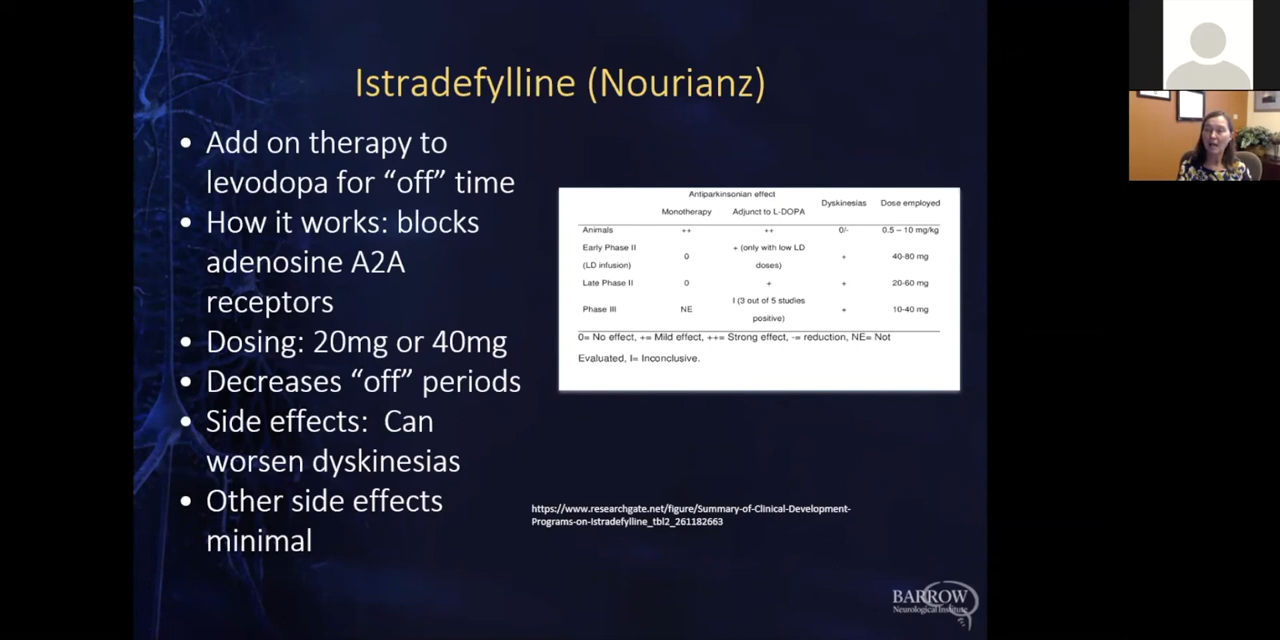 Istradefylline (Nourianz)
• Add on therapy to
levodopa for “off” time
• How it works: blocks
adenosine A2A
receptors
• Dosing: 20mg or 40mg
• Decreases “off” periods
• Side effects:  Can
worsen dyskinesias
• Other side effects
minimal
Antiparkinsonian effect
Monotherapy Adjunct to L-DOPA Dyskinesias Dose employed
Animals ++ ++ 0/- 0.5 – 10 mg/kg
Early Phase II
(LD infusion) 0 + (only with low LD
doses) + 40-80 mg
Late Phase II 0 + + 20-60 mg
Phase III NE I (3 out of 5 studies
positive) + 10-40 mg
0= No effect, += Mild effect, ++= Strong effect, -= reduction, NE= Not
Evaluated, I= Inconclusive.
https://www.researchgate.net/figure/Summary-of-Clinical-Development-
Programs-on-Istradefylline_tbl2_261182663
BARROW
Neurological Institute